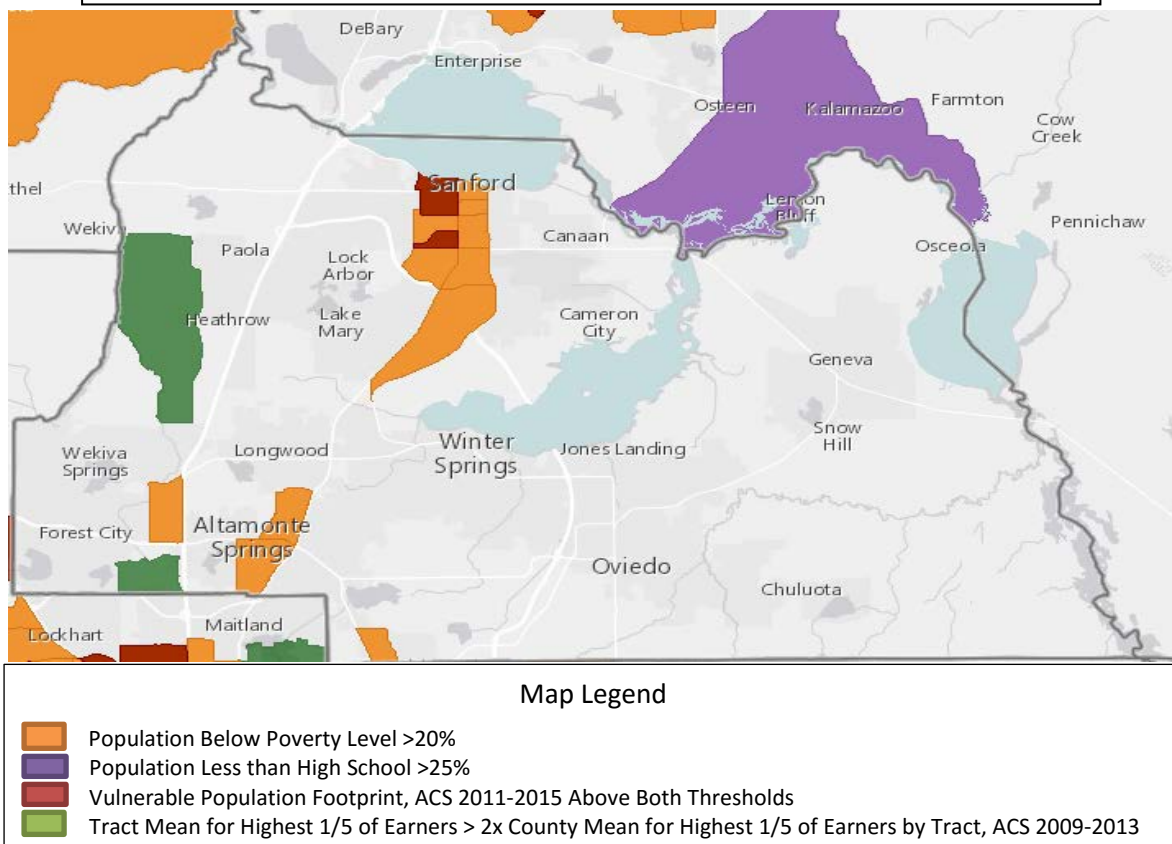 DeBary
Enterprise
Osteen
Kalamazoo
Farmton
Cow
Creek
thel
Sanford
Lemon
Bluff
Pennichaw
Wekiva
Paola
Canaan
Osceola
Lock
Arbor
Heathrow
Lake
Mary
Cameron
City
Geneva
Snow
Hill
Wekiva
Springs
Longwood
Winter
Springs
Jones Landing
Forest City
Altamonte
Springs
Oviedo
Chuluota
Lockhart
Maitland
Map Legend
Population Below Poverty Level >20%
Population Less than High School >25%
Vulnerable Population Footprint, ACS 2011-2015 Above Both Thresholds
Tract Mean for Highest 1/5 of Earners > 2x County Mean for Highest 1/5 of Earners by Tract, ACS 2009-2013